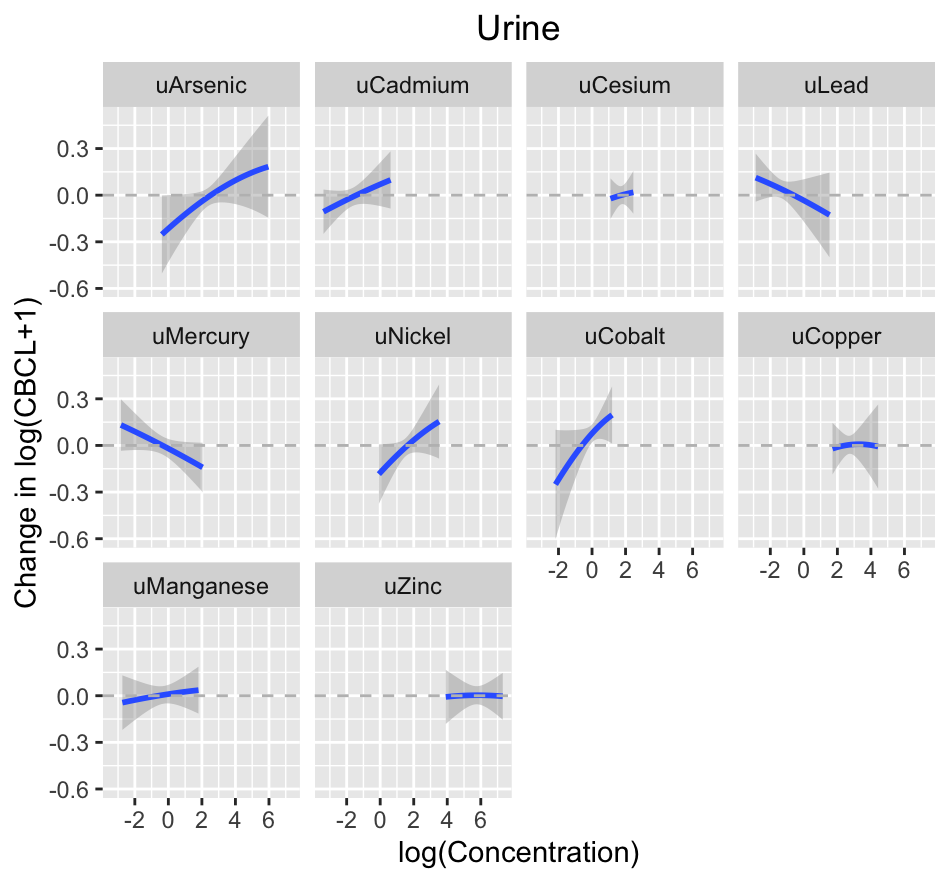 Urine
uArsenic uCadmium uCesium uLead
0.3
0.0
-0.3
-0.6
uMercury uNickel uCobalt uCopper
0.3
0.0
-0.3
-0.6
-2 0 2 4 6 -2 0 2 4 6
uManganese uZinc
0.3
0.0
-0.3
-0.6
-2 0 2 4 6 -2 0 2 4 6
log(Concentration)
Change in log(CBCL+1)